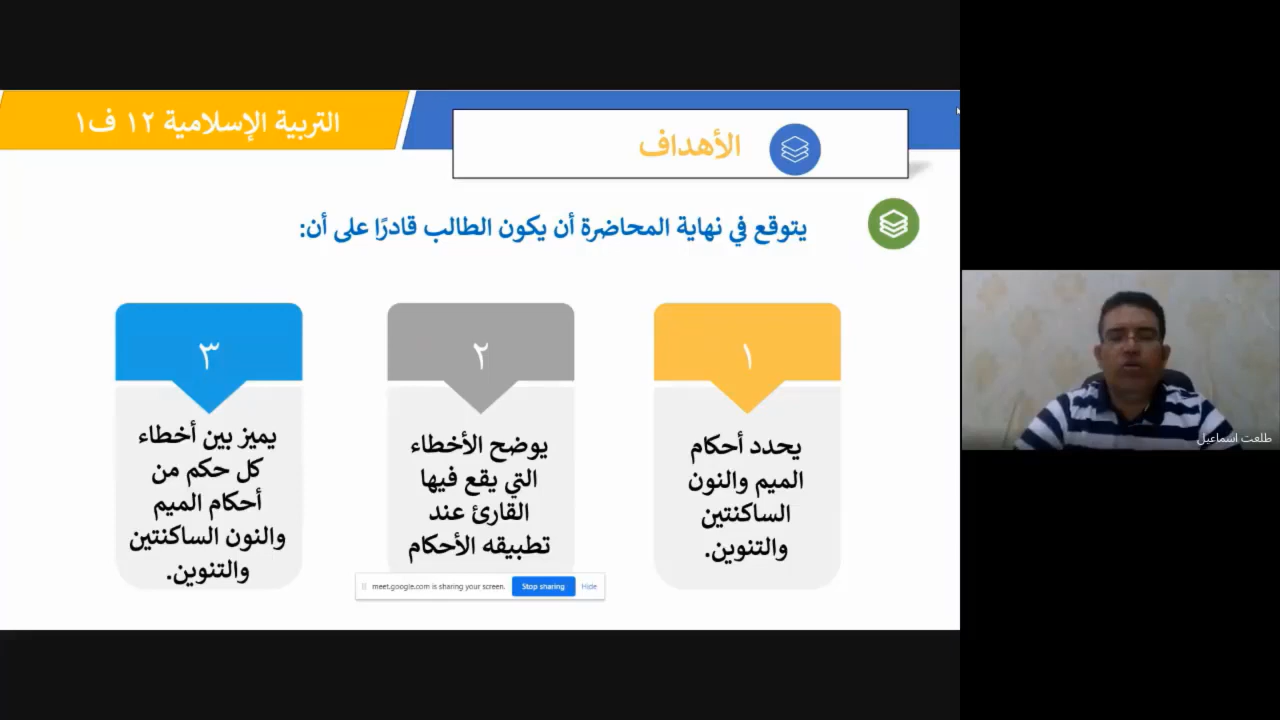 التربية الإسلامية ١٢ ف١
الأهداف
يتوقع في نهاية المحاضرة أن يكون الطالب قادرًا على أن:
١
يحدد أحكام
الميم والنون
الساكنتين
والتنوين.
٢
يوضح الأخطاء
التي يقع فيها
القارئ عند
تطبيقه الأحكام
٣
يميز بين أخطاء
كل حكم من
أحكام الميم
والنون الساكنتين
والتنوين.
meet.google.com is sharing your screen. Stop sharing Hide
طلعت اسماعيل